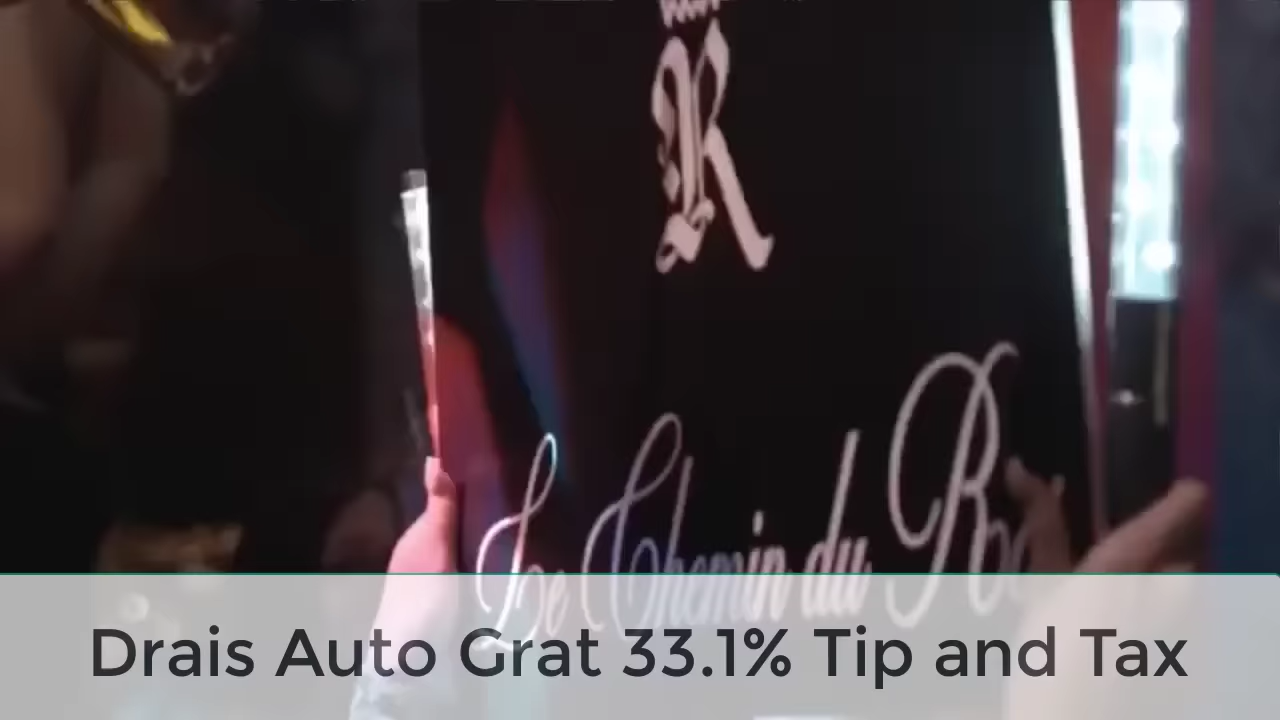 R
Le Chemin du
Drais Auto Grat 33.1% Tip and Tax